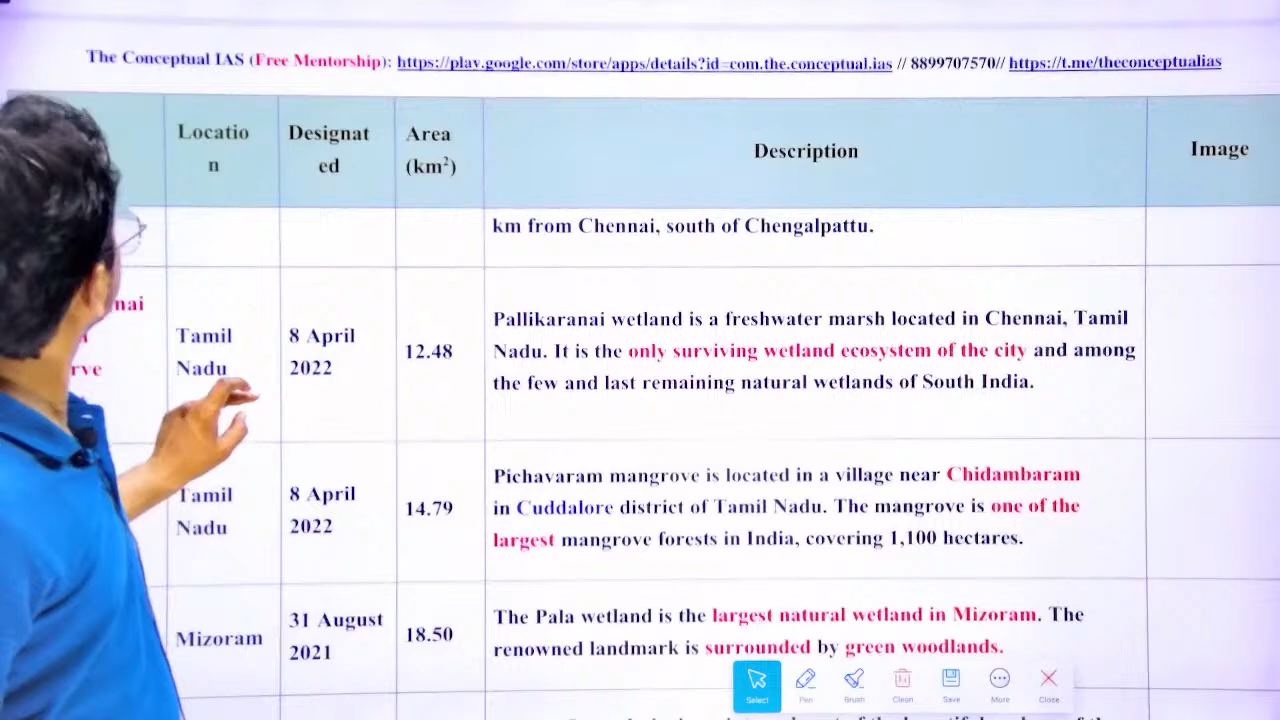 The Conceptual IAS (Free Mentorship): https://play.google.com/store/apps/details?id=com.the.conceptual.ias // 8899707570// https://t.me/theconceptualias
Locatio
n
Designat
ed
Area
(km²)
Description
Image
km from Chennai, south of Chengalpattu.
nai
rve
Tamil
Nadu
8 April
2022
12.48
Pallikaranai wetland is a freshwater marsh located in Chennai, Tamil
Nadu. It is the only surviving wetland ecosystem of the city and among
the few and last remaining natural wetlands of South India.
Tamil
Nadu
8 April
2022
14.79
Pichavaram mangrove is located in a village near Chidambaram
in Cuddalore district of Tamil Nadu. The mangrove is one of the
largest mangrove forests in India, covering 1,100 hectares.
Mizoram
31 August
2021
18.50
The Pala wetland is the largest natural wetland in Mizoram. The
renowned landmark is surrounded by green woodlands.
Select
Pen
Brush
Clean
Save
More
Close